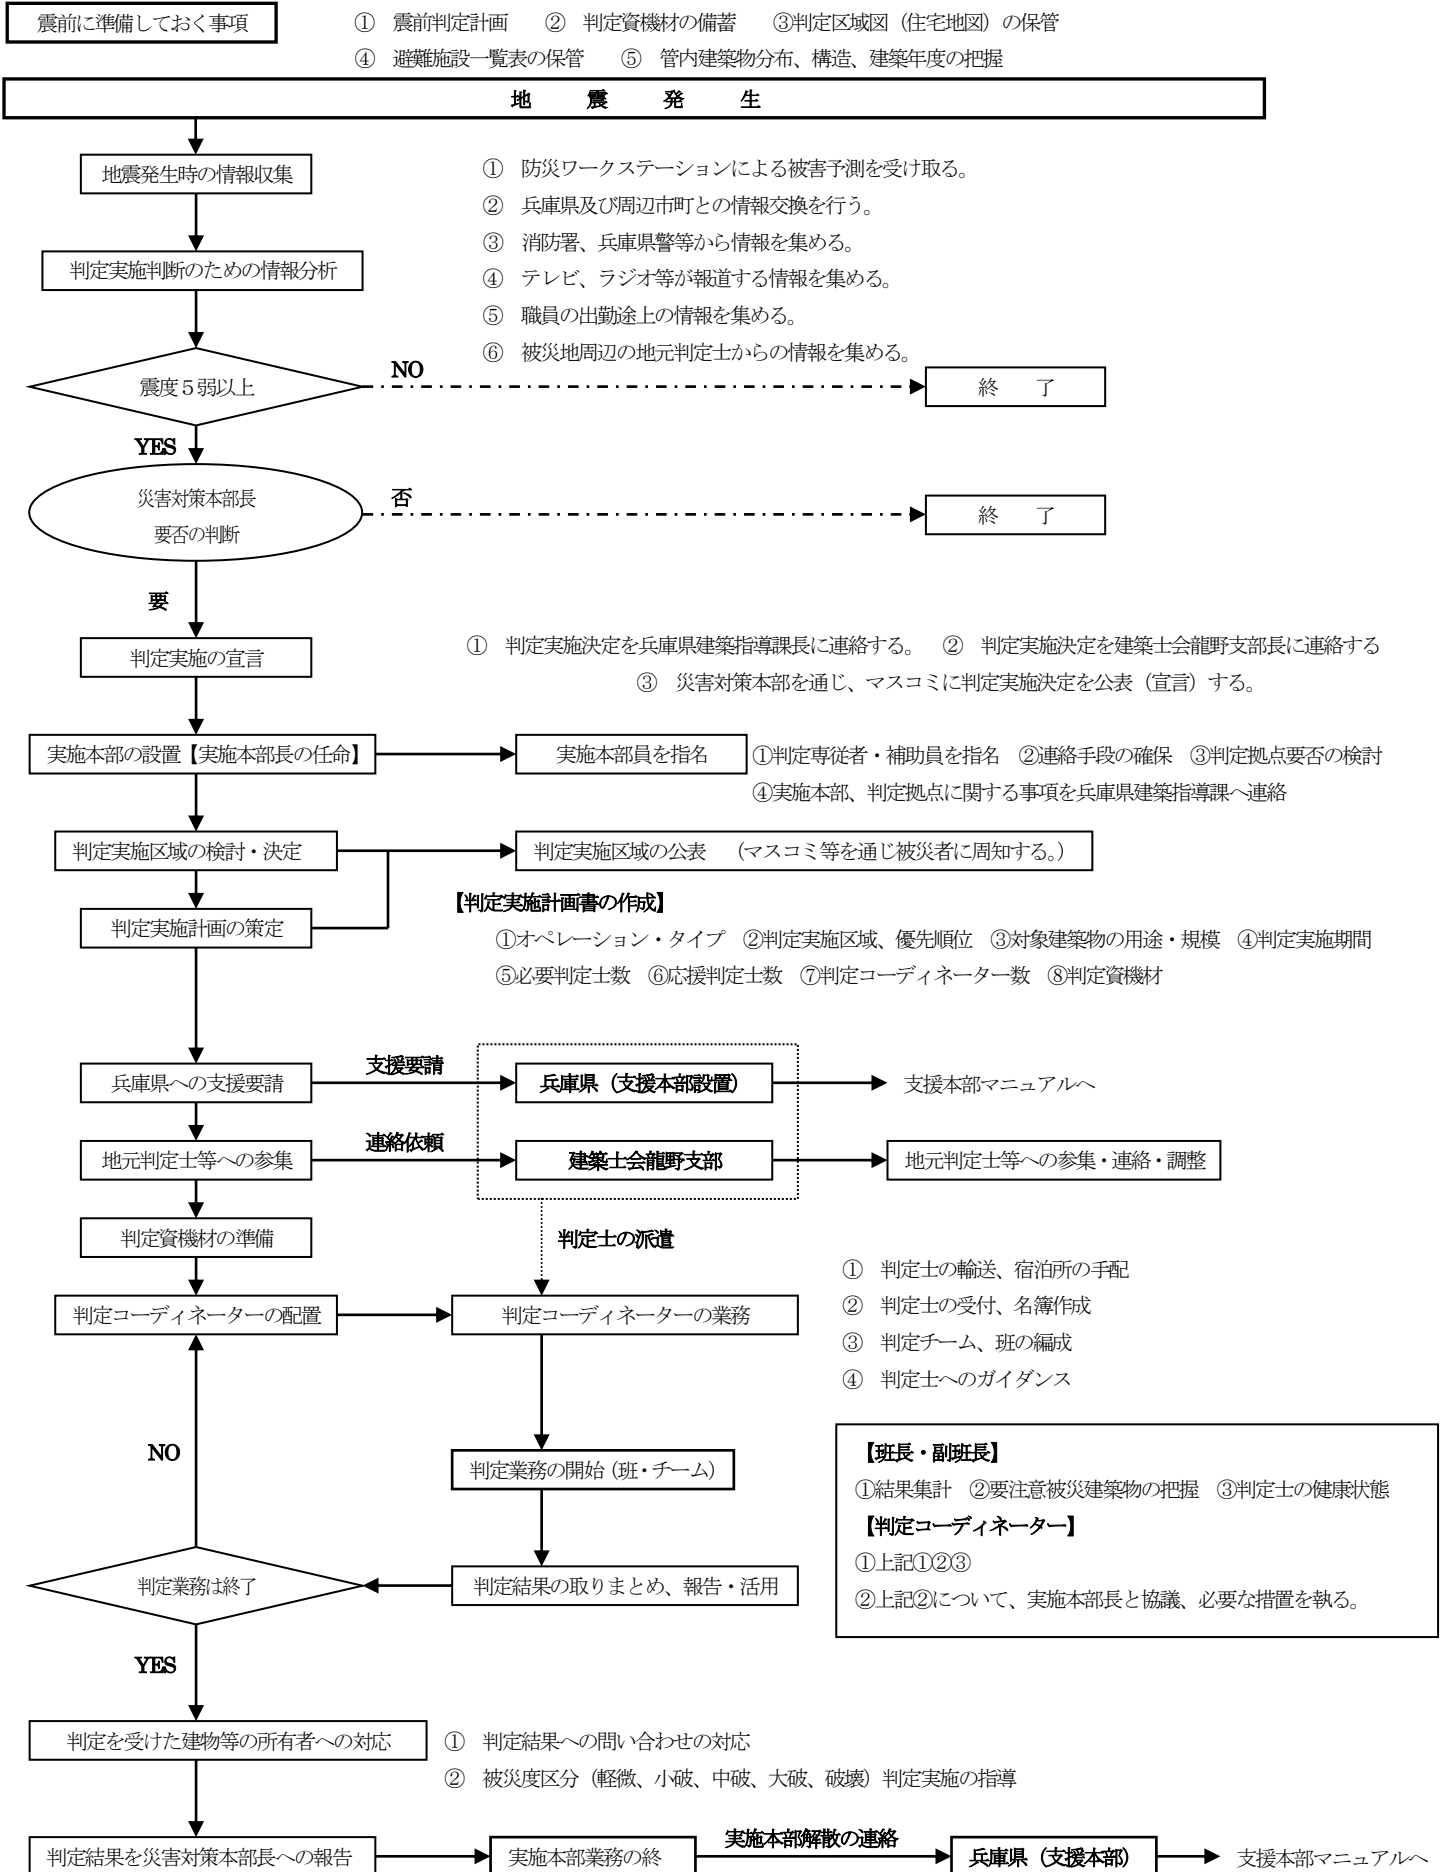 震前に準備しておく事項
① 震前判定計画 ② 判定資機材の備蓄 ③判定区域図（住宅地図）の保管
④ 避難施設一覧表の保管 ⑤ 管内建築物分布、構造、建築年度の把握
地 震 発 生
地震発生時の情報収集
① 防災ワークステーションによる被害予測を受け取る。
② 兵庫県及び周辺市町との情報交換を行う。
③ 消防署、兵庫県警等から情報を集める。
判定実施判断のための情報分析
④ テレビ、ラジオ等が報道する情報を集める。
⑤ 職員の出勤途上の情報を集める。
⑥ 被災地周辺の地元判定士からの情報を集める。
震度５弱以上
NO
終 了
YES
災害対策本部長
要否の判断
否
終 了
要
判定実施の宣言
① 判定実施決定を兵庫県建築指導課長に連絡する。 ② 判定実施決定を建築士会龍野支部長に連絡する
③ 災害対策本部を通じ、マスコミに判定実施決定を公表（宣言）する。
実施本部の設置【実施本部長の任命】
実施本部員を指名
①判定専従者・補助員を指名 ②連絡手段の確保 ③判定拠点要否の検討
④実施本部、判定拠点に関する事項を兵庫県建築指導課へ連絡
判定実施区域の検討・決定
判定実施区域の公表 （マスコミ等を通じ被災者に周知する。）
判定実施計画の策定
【判定実施計画書の作成】
①オペレーション・タイプ ②判定実施区域、優先順位 ③対象建築物の用途・規模 ④判定実施期間
⑤必要判定士数 ⑥応援判定士数 ⑦判定コーディネーター数 ⑧判定資機材
兵庫県への支援要請
支援要請
兵庫県（支援本部設置）
支援本部マニュアルへ
地元判定士等への参集
連絡依頼
建築士会龍野支部
地元判定士等への参集・連絡・調整
判定資機材の準備
判定士の派遣
判定コーディネーターの配置
判定コーディネーターの業務
① 判定士の輸送、宿泊所の手配
② 判定士の受付、名簿作成
③ 判定チーム、班の編成
④ 判定士へのガイダンス
NO
判定業務の開始（班・チーム）
【班長・副班長】
①結果集計 ②要注意被災建築物の把握 ③判定士の健康状態
【判定コーディネーター】
①上記①②③
②上記②について、実施本部長と協議、必要な措置を執る。
判定業務は終了
判定結果の取りまとめ、報告・活用
YES
判定を受けた建物等の所有者への対応
① 判定結果への問い合わせの対応
② 被災度区分（軽微、小破、中破、大破、破壊）判定実施の指導
判定結果を災害対策本部長への報告
実施本部業務の終
実施本部解散の連絡
兵庫県（支援本部）
支援本部マニュアルへ